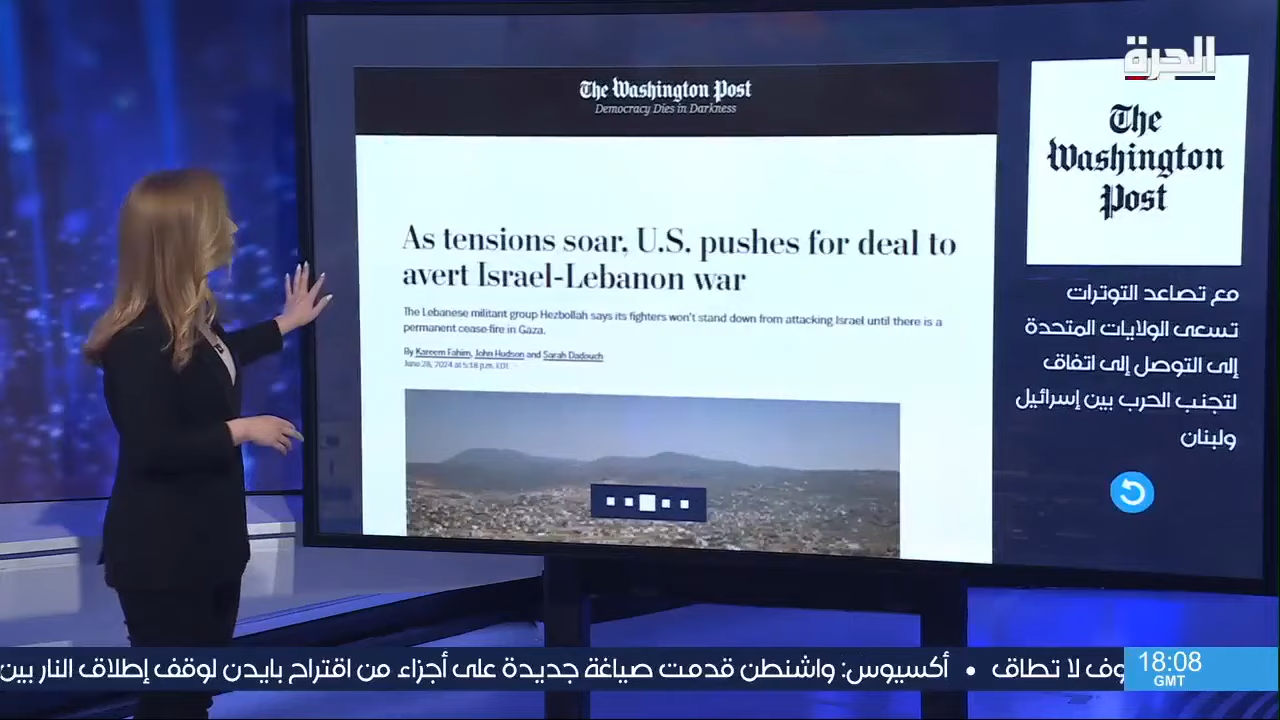 الحرة
The Washington Post
Democracy Dies in Darkness
As tensions soar, U.S. pushes for deal to
avert Israel-Lebanon war
The Lebanese militant group Hezbollah says its fighters won't stand down from attacking Israel until there is a
permanent cease-fire in Gaza.
By Kareem Fahim, John Hudson and Sarah Dadouch
June 28, 2024 at 5:18 p.m. EDT
The
Washington
Post
مع تصاعد التوترات
تسعى الولايات المتحدة
إلى التوصل إلى اتفاق
لتجنب الحرب بين إسرائيل
ولبنان
وف لا تطاق • أكسيوس: واشنطن قدمت صياغة جديدة على أجزاء من اقتراح بايدن لوقف إطلاق النار بين
18:08
GMT